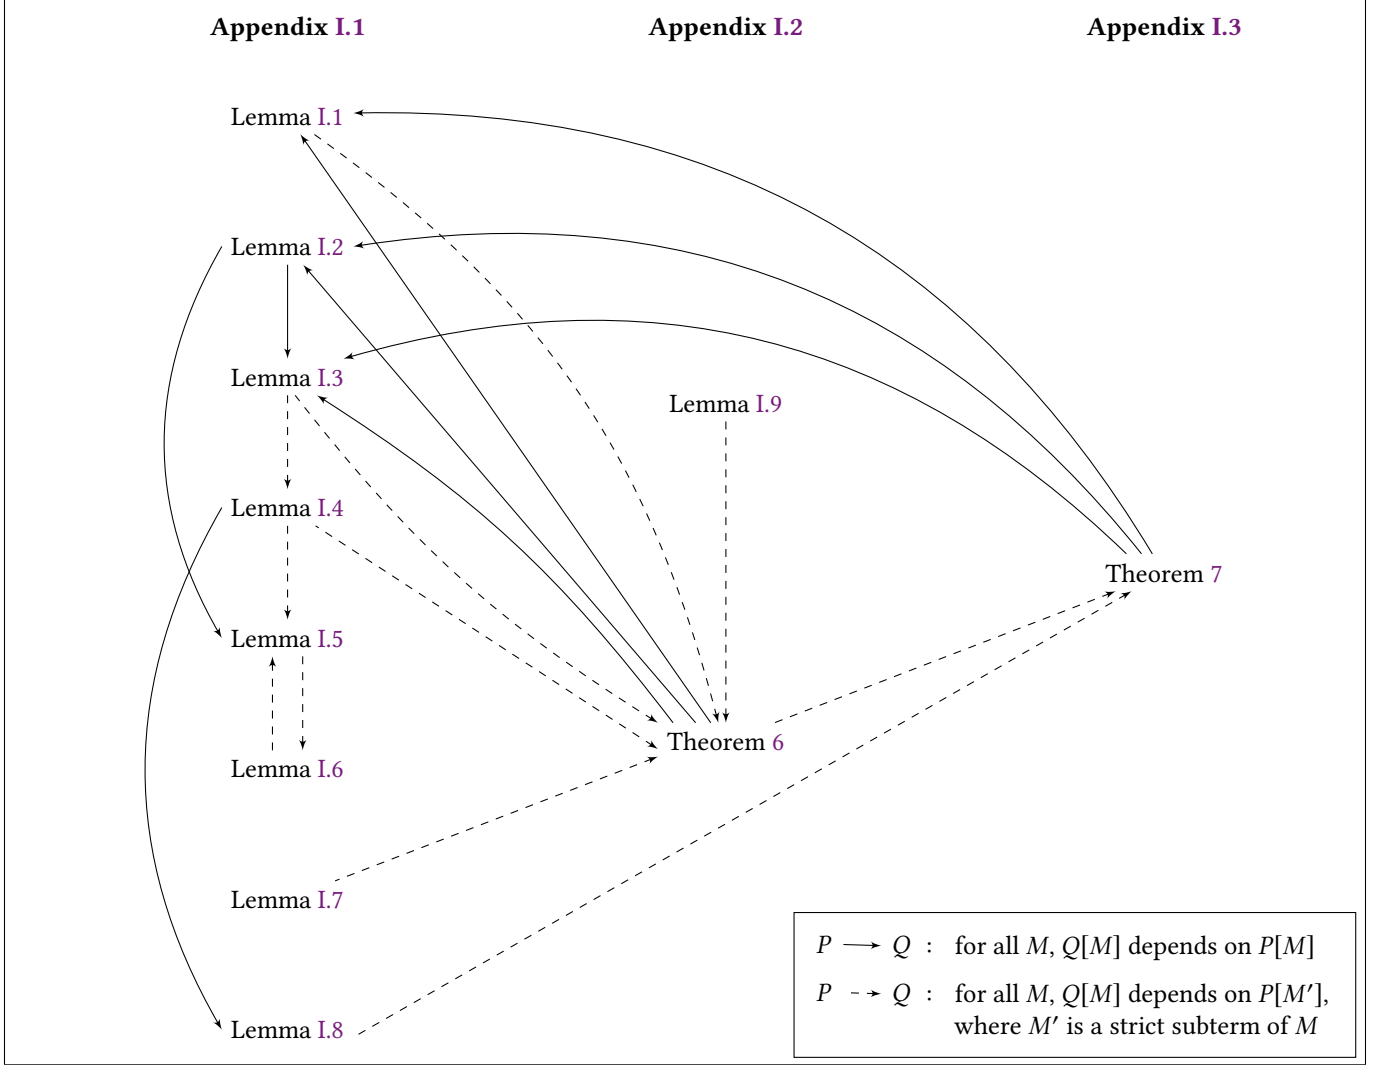 Appendix I.1
Appendix I.2
Appendix I.3
Lemma I.1
Lemma I.2
Lemma I.3
Lemma I.9
Lemma I.4
Theorem 7
Lemma I.5
Theorem 6
Lemma I.6
Lemma I.7
Lemma I.8
P → Q : for all M, Q[M] depends on P[M]
P ⇢ Q : for all M, Q[M] depends on P[M′],
where M′ is a strict subterm of M